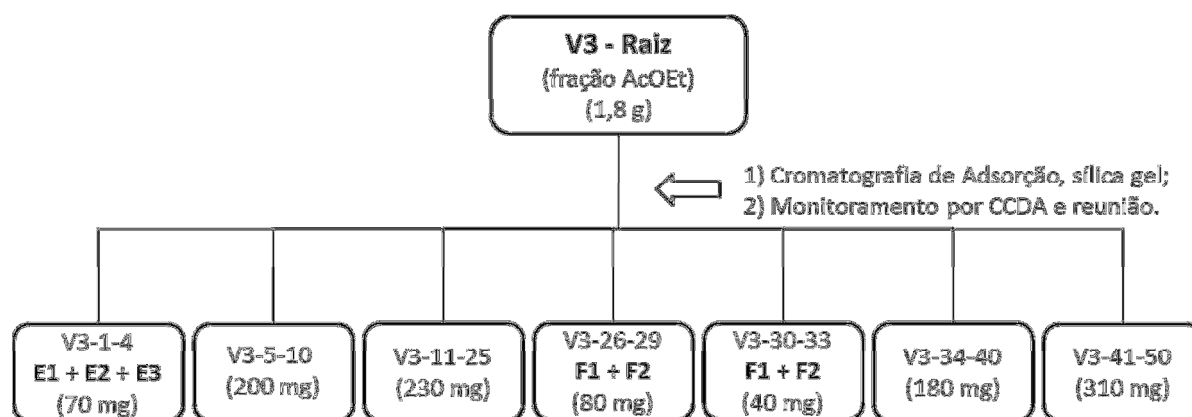 V3 - Raiz
(fração AcOEt)
(1,8 g)
1) Cromatografia de Adsorção, sílica gel;
2) Monitoramento por CCDA e reunião.
V3-1-4
E1 + E2 + E3
(70 mg)
V3-5-10
(200 mg)
V3-11-25
(230 mg)
V3-26-29
F1 + F2
(80 mg)
V3-30-33
F1 + F2
(40 mg)
V3-34-40
(180 mg)
V3-41-50
(310 mg)